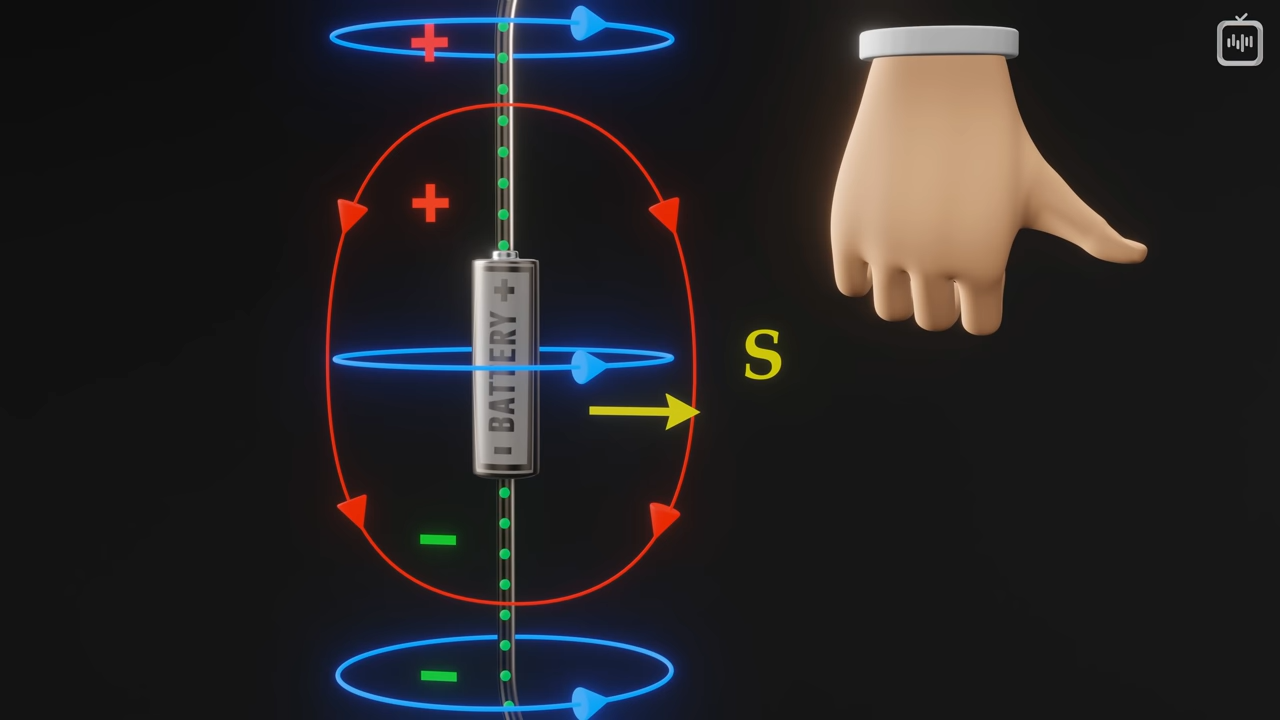 +
+
- BATTERY +
S
-
-